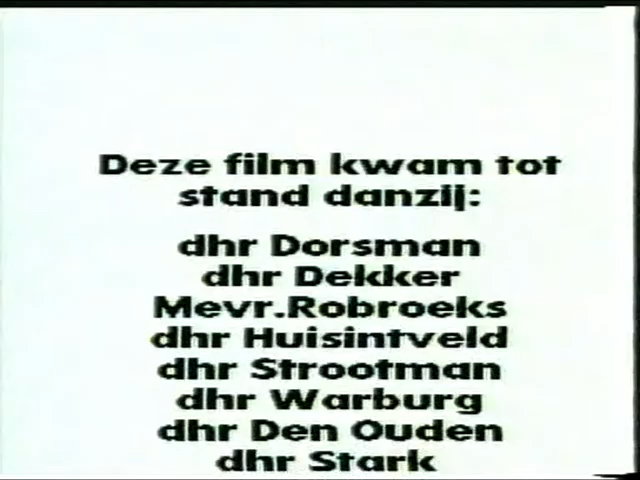 Deze film kwam tot
stand danzij:
dhr Dorsman
dhr Dekker
Mevr.Robroeks
dhr Huisintveld
dhr Strootman
dhr Warburg
dhr Den Ouden
dhr Stark